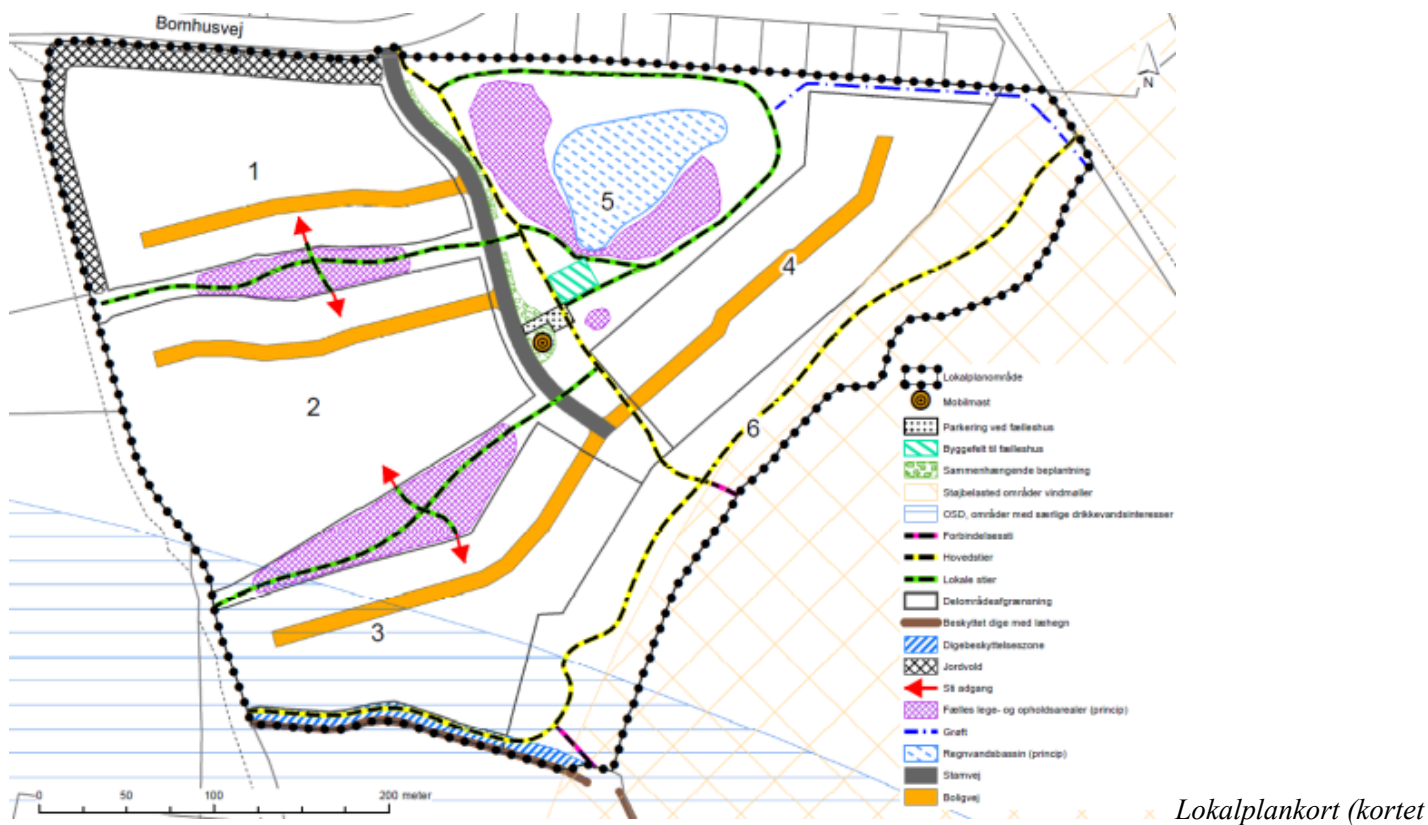 Bomhusvej
N
1
5
4
2
6
3
Lokalplanområde
Mobilmast
Parkering ved fælleshus
Byggefelt til fælleshus
Sammenhængende beplantning
Støjbelasted områder vindmøller
OSD, områder med særlige drikkevandsinteresser
Forbindelsessti
Hovedstier
Lokale stier
Delområdeafgrænsning
Beskyttet dige med læhegn
Digebeskyttelseszone
Jordvold
Sti adgang
Fælles lege- og opholdsarealer (princip)
Grøft
Regnvandsbassin (princip)
Stamvej
Boligvej
0 50 100 200 meter
Lokalplankort (kortet